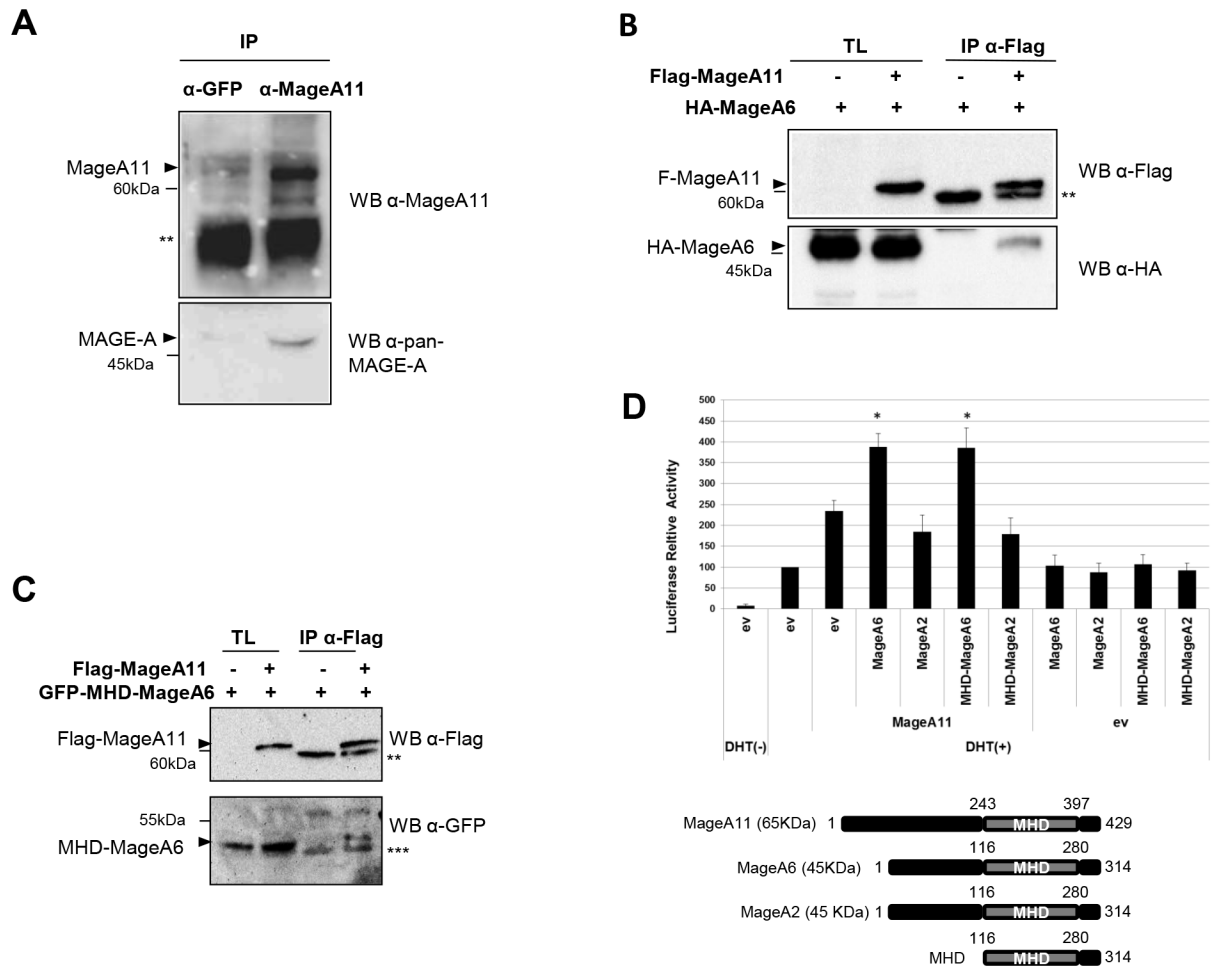 A
IP
α-GFP α-MageA11
MageA11
60kDa
**
WB α-MageA11
MAGE-A
45kDa
WB α-pan-
MAGE-A
B
TL IP α-Flag
Flag-MageA11 - + - +
HA-MageA6 + + + +
F-MageA11
60kDa
WB α-Flag
**
HA-MageA6
45kDa
WB α-HA
C
TL IP α-Flag
Flag-MageA11 - + - +
GFP-MHD-MageA6 + + + +
Flag-MageA11
60kDa
WB α-Flag
**
55kDa
WB α-GFP
MHD-MageA6
***
D
Luciferase Reltive Activity
500
450
400
350
300
250
200
150
100
50
0
* *
ev ev ev MageA6 MageA2 MHD-MageA6 MHD-MageA2 MageA6 MageA2 MHD-MageA6 MHD-MageA2
MageA11 ev
DHT(-) DHT(+)
243 397
MageA11 (65KDa) 1 MHD 429
116 280
MageA6 (45KDa) 1 MHD 314
116 280
MageA2 (45 KDa) 1 MHD 314
116 280
MHD MHD 314